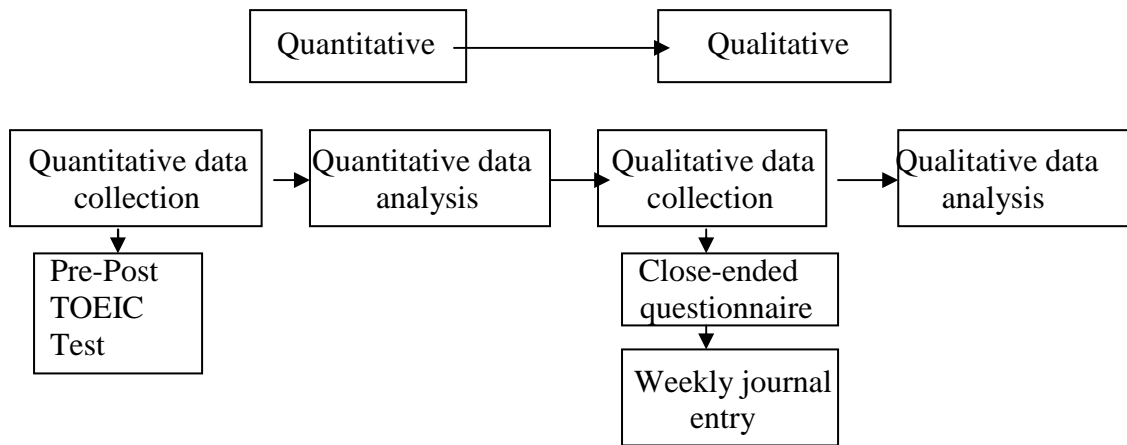 Quantitative
Qualitative
Quantitative data
collection
Quantitative data
analysis
Qualitative data
collection
Qualitative data
analysis
Pre-Post
TOEIC
Test
Close-ended
questionnaire
Weekly journal
entry